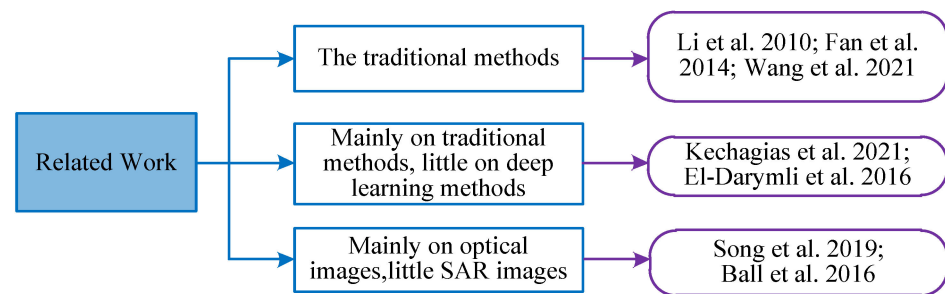 Related Work
The traditional methods
Li et al. 2010; Fan et al.
2014; Wang et al. 2021
Mainly on traditional
methods, little on deep
learning methods
Kechagias et al. 2021;
El-Darymli et al. 2016
Mainly on optical
images,little SAR images
Song et al. 2019;
Ball et al. 2016